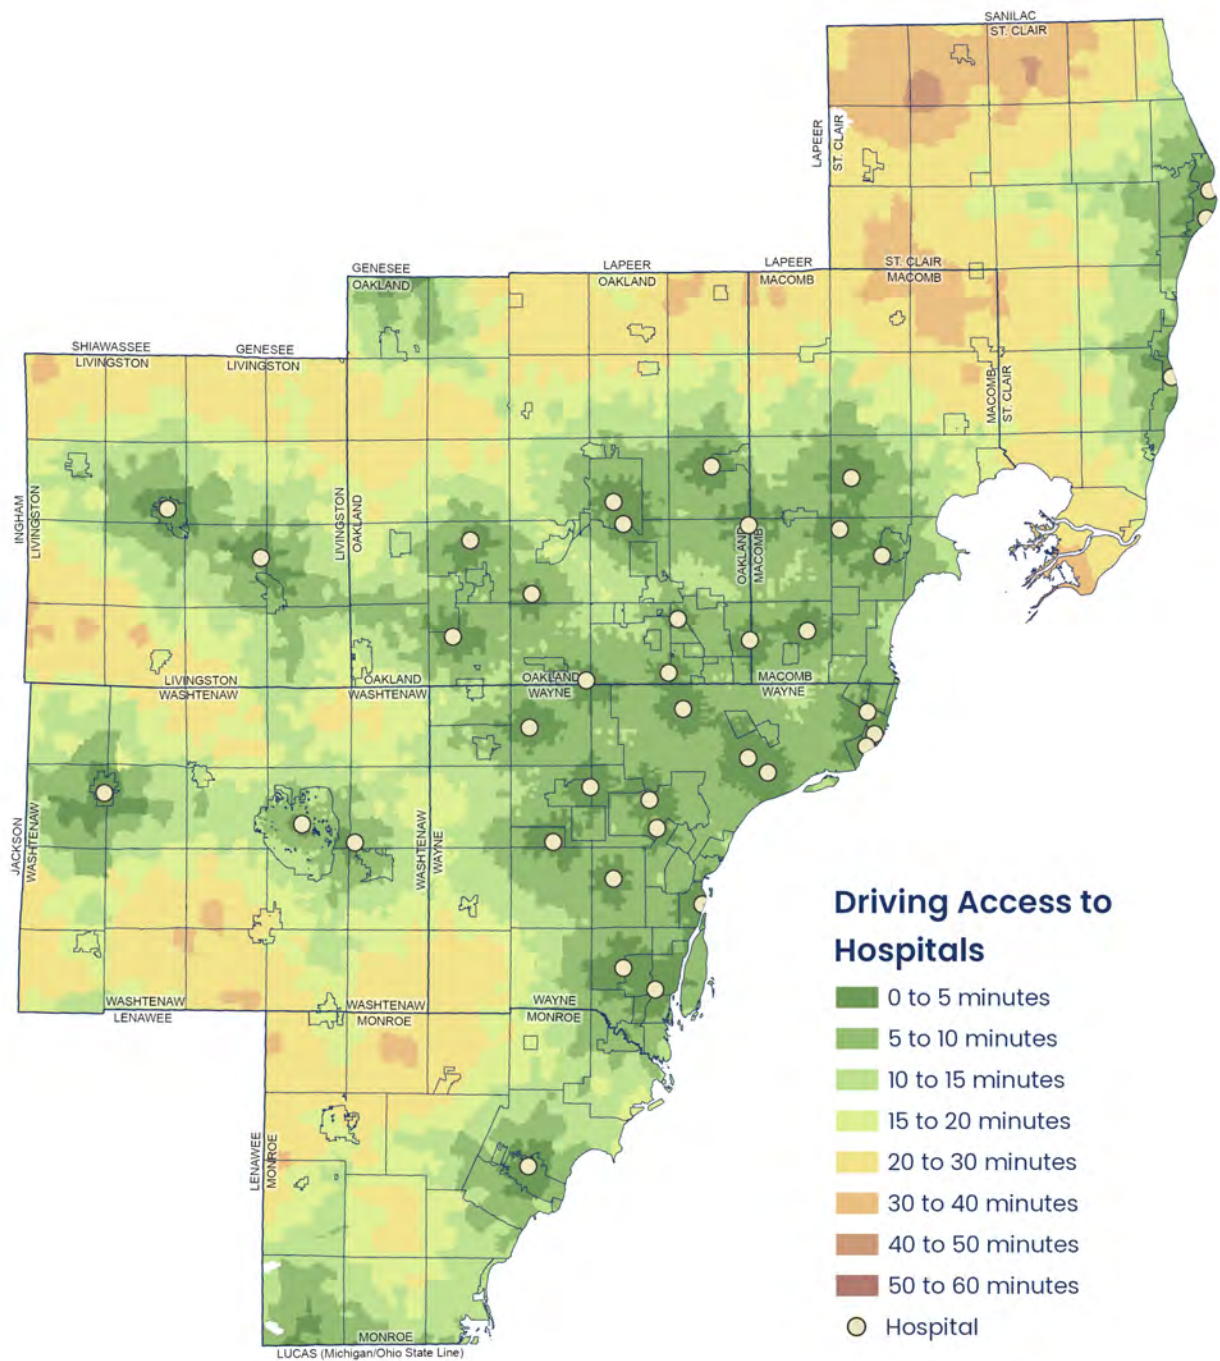 SANILAC
ST. CLAIR
LAPEER
ST. CLAIR
GENESEE
OAKLAND
LAPEER
OAKLAND
LAPEER
MACOMB
ST. CLAIR
MACOMB
SHIAWASSEE
LIVINGSTON
GENESEE
LIVINGSTON
MACOMB
ST. CLAIR
INGHAM
LIVINGSTON
LIVINGSTON
OAKLAND
OAKLAND
MACOMB
LIVINGSTON
WASHTENAW
OAKLAND
WASHTENAW
OAKLAND
WAYNE
MACOMB
WAYNE
JACKSON
WASHTENAW
WASHTENAW
WAYNE
WASHTENAW
LENAWEE
WASHTENAW
MONROE
WAYNE
MONROE
LENAWEE
MONROE
MONROE
LUCAS (Michigan/Ohio State Line)
Driving Access to
Hospitals
0 to 5 minutes
5 to 10 minutes
10 to 15 minutes
15 to 20 minutes
20 to 30 minutes
30 to 40 minutes
40 to 50 minutes
50 to 60 minutes
Hospital